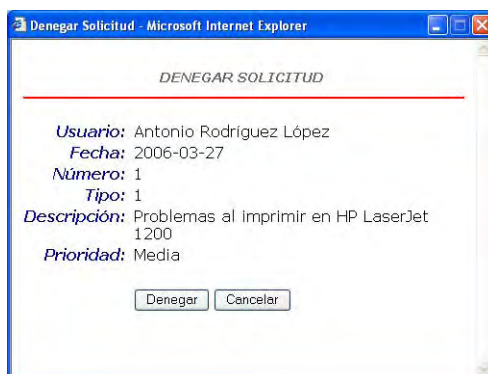 Denegar Solicitud - Microsoft Internet Explorer
DENEGAR SOLICITUD
Usuario: Antonio Rodríguez López
Fecha: 2006-03-27
Número: 1
Tipo: 1
Descripción: Problemas al imprimir en HP LaserJet
1200
Prioridad: Media
Denegar Cancelar